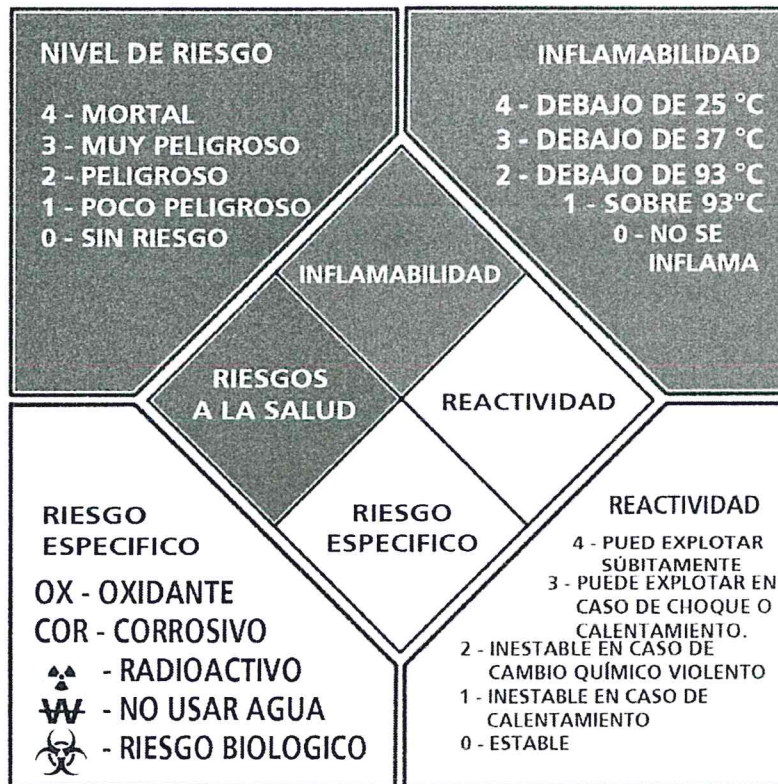 NIVEL DE RIESGO
4 - MORTAL
3 - MUY PELIGROSO
2 - PELIGROSO
1 - POCO PELIGROSO
0 - SIN RIESGO
INFLAMABILIDAD
4 - DEBAJO DE 25 °C
3 - DEBAJO DE 37 °C
2 - DEBAJO DE 93 °C
1 - SOBRE 93°C
0 - NO SE
INFLAMA
INFLAMABILIDAD
RIESGOS
A LA SALUD
REACTIVIDAD
RIESGO
ESPECIFICO
RIESGO
ESPECIFICO
OX - OXIDANTE
COR - CORROSIVO
- RADIOACTIVO
W - NO USAR AGUA
- RIESGO BIOLOGICO
REACTIVIDAD
4 - PUED EXPLOTAR
SÚBITAMENTE
3 - PUEDE EXPLOTAR EN
CASO DE CHOQUE O
CALENTAMIENTO.
2 - INESTABLE EN CASO DE
CAMBIO QUÍMICO VIOLENTO
1 - INESTABLE EN CASO DE
CALENTAMIENTO
0 - ESTABLE